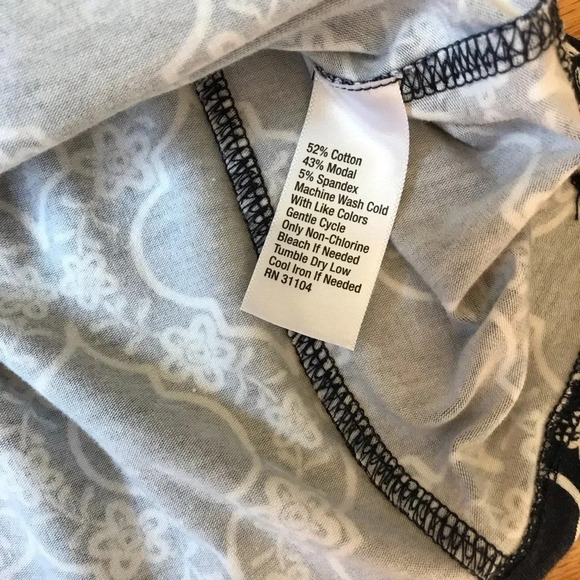 52% Cotton
43% Modal
5% Spandex
Machine Wash Cold
With Like Colors
Gentle Cycle
Only Non-Chlorine
Bleach If Needed
Tumble Dry Low
Cool Iron If Needed
RN 31104